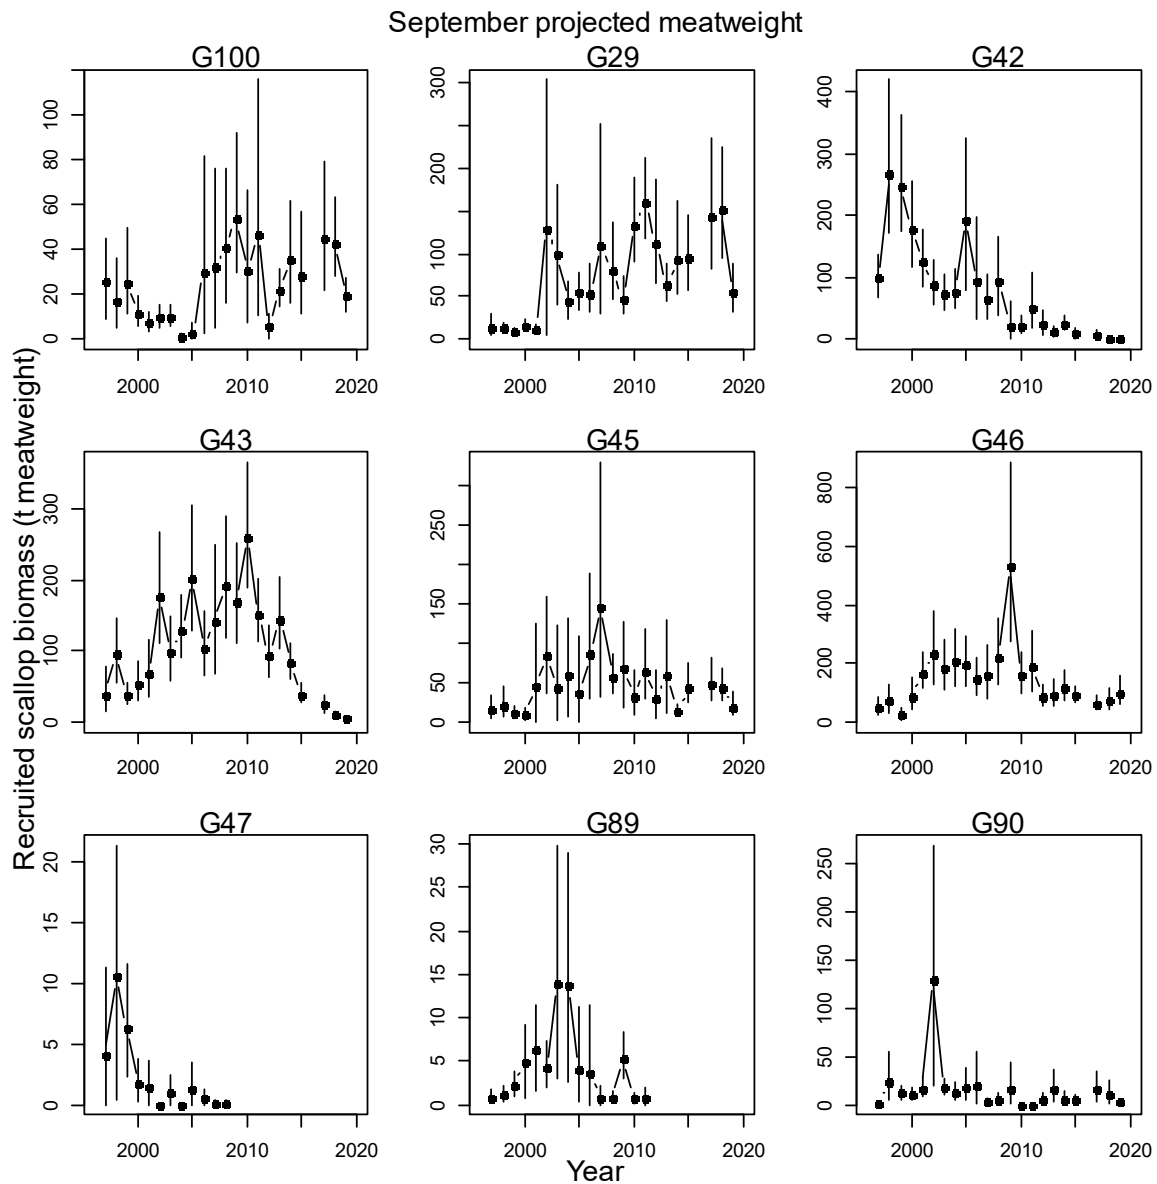 September projected meatweight
G100 G29 G42
0 20 40 60 80 100
2000 2010 2020
0 50 100 200 300
2000 2010 2020
0 100 200 300 400
2000 2010 2020
Recruited scallop biomass (t meatweight)
G43 G45 G46
0 100 200 300
2000 2010 2020
0 50 150 250
2000 2010 2020
0 200 400 600 800
2000 2010 2020
G47 G89 G90
0 5 10 15 20
2000 2010 2020
0 5 10 15 20 25 30
2000 2010 2020
0 50 100 150 200 250
2000 2010 2020
Year